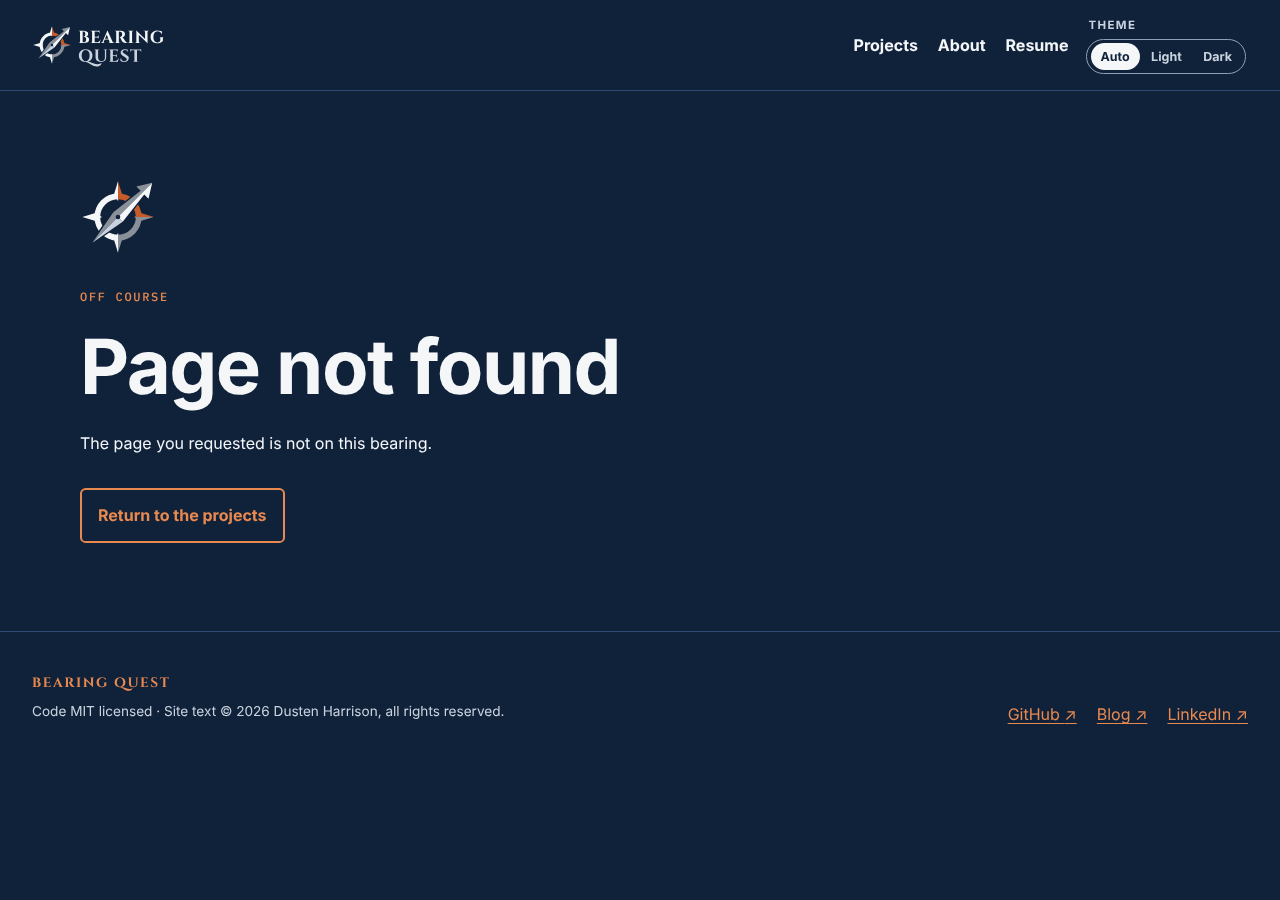 BEARING
QUEST
Projects
About
Resume
THEME
Auto
Light
Dark
OFF COURSE
Page not found
The page you requested is not on this bearing.
Return to the projects
BEARING QUEST
Code MIT licensed · Site text © 2026 Dusten Harrison, all rights reserved.
GitHub ↗
Blog ↗
LinkedIn ↗